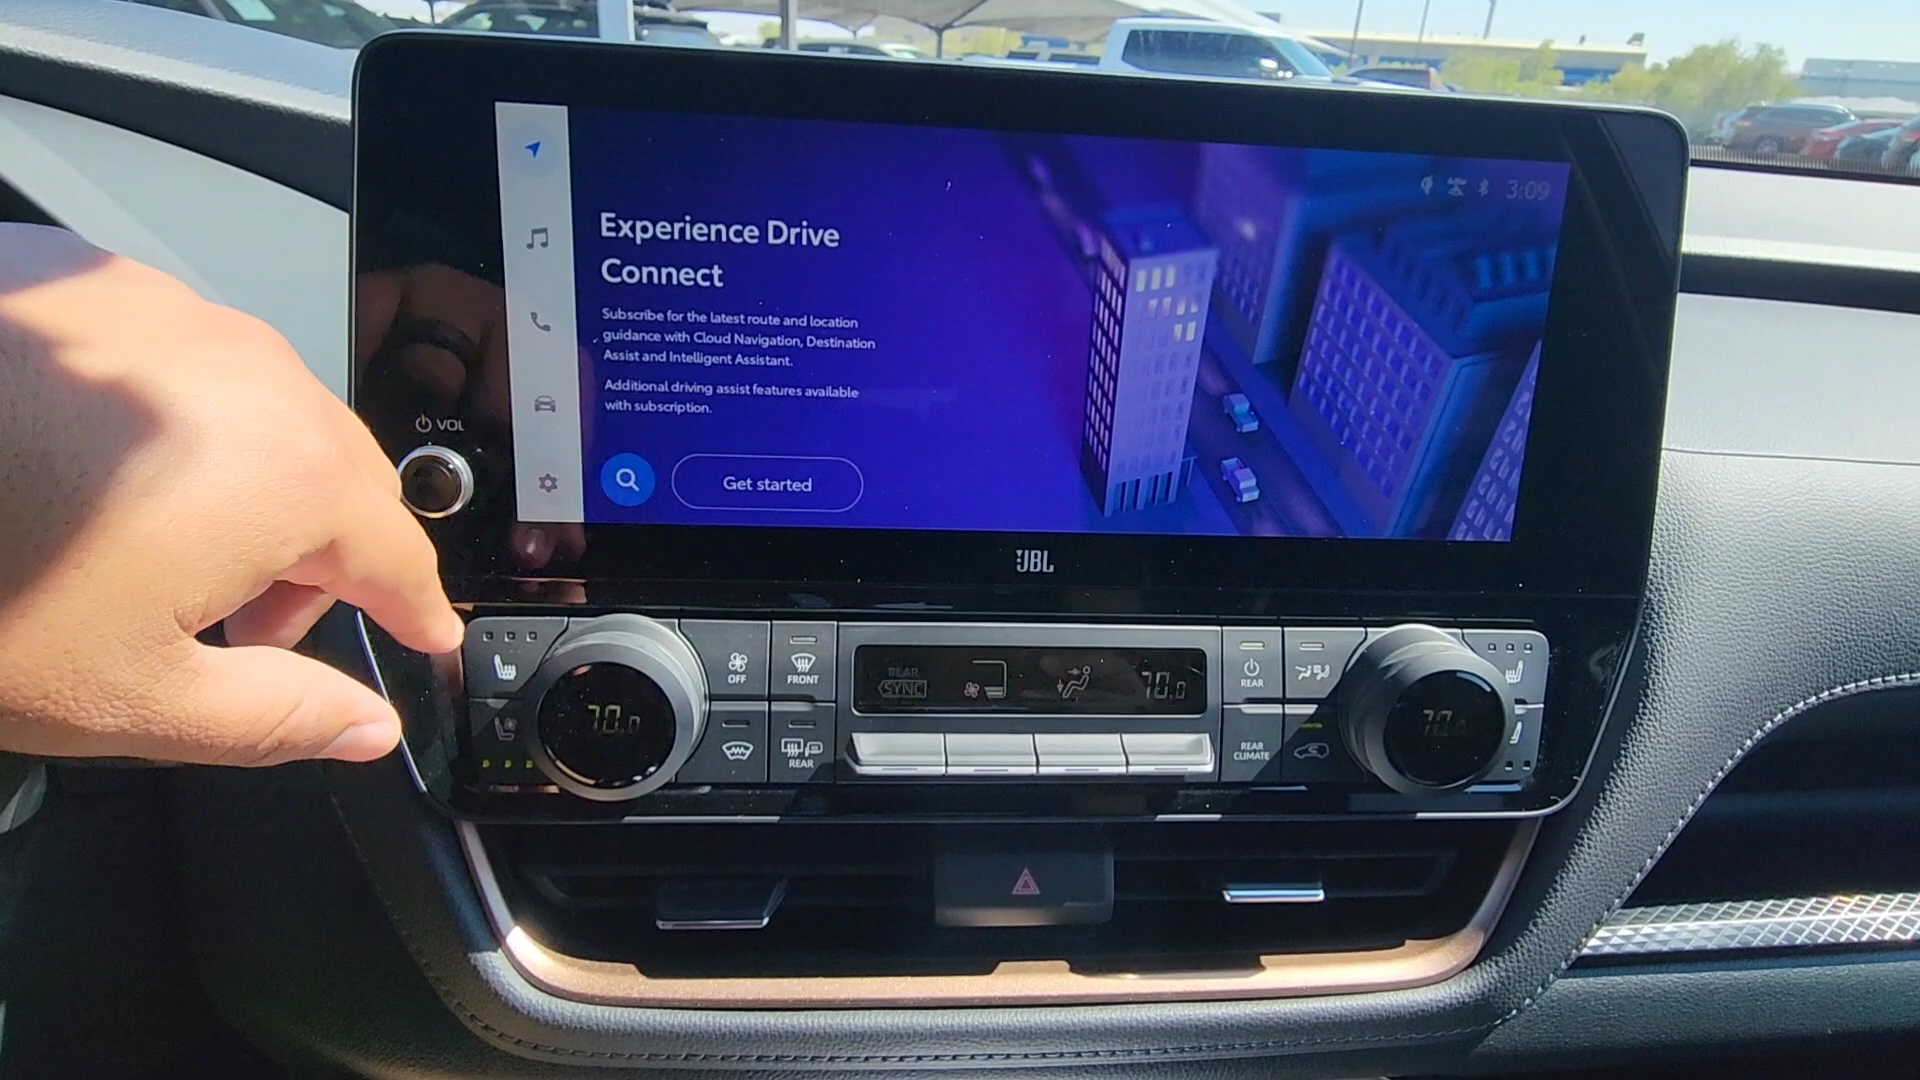 3:09
Experience Drive
Connect
Subscribe for the latest route and location
guidance with Cloud Navigation, Destination
Assist and Intelligent Assistant.
Additional driving assist features available
with subscription.
Get started
VOL
JBL
70.0
OFF
FRONT
REAR
REAR
SYNC
70.0
REAR
REAR
CLIMATE
70.0